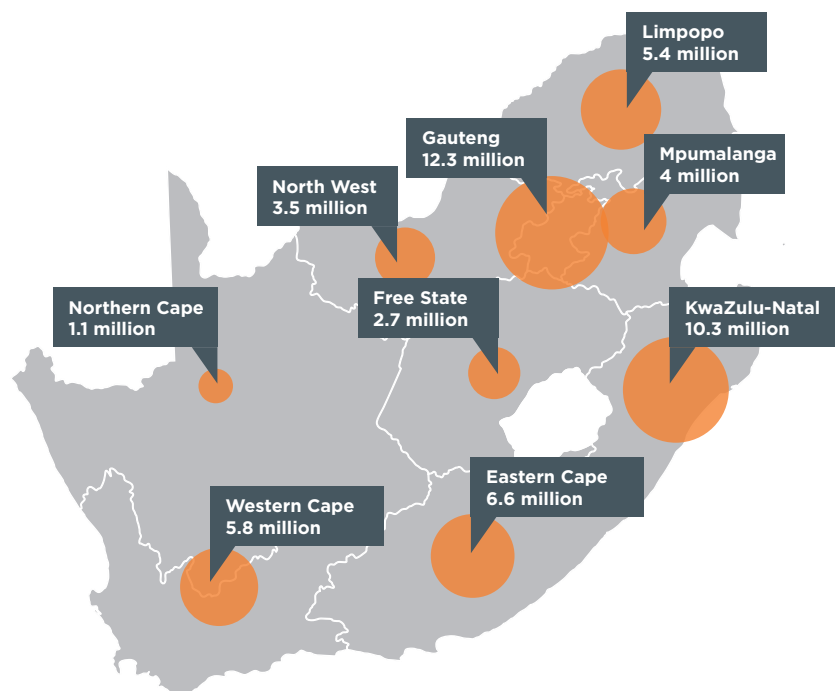 Limpopo
5.4 million
Gauteng
12.3 million
Mpumalanga
4 million
North West
3.5 million
Free State
2.7 million
Northern Cape
1.1 million
KwaZulu-Natal
10.3 million
Eastern Cape
6.6 million
Western Cape
5.8 million